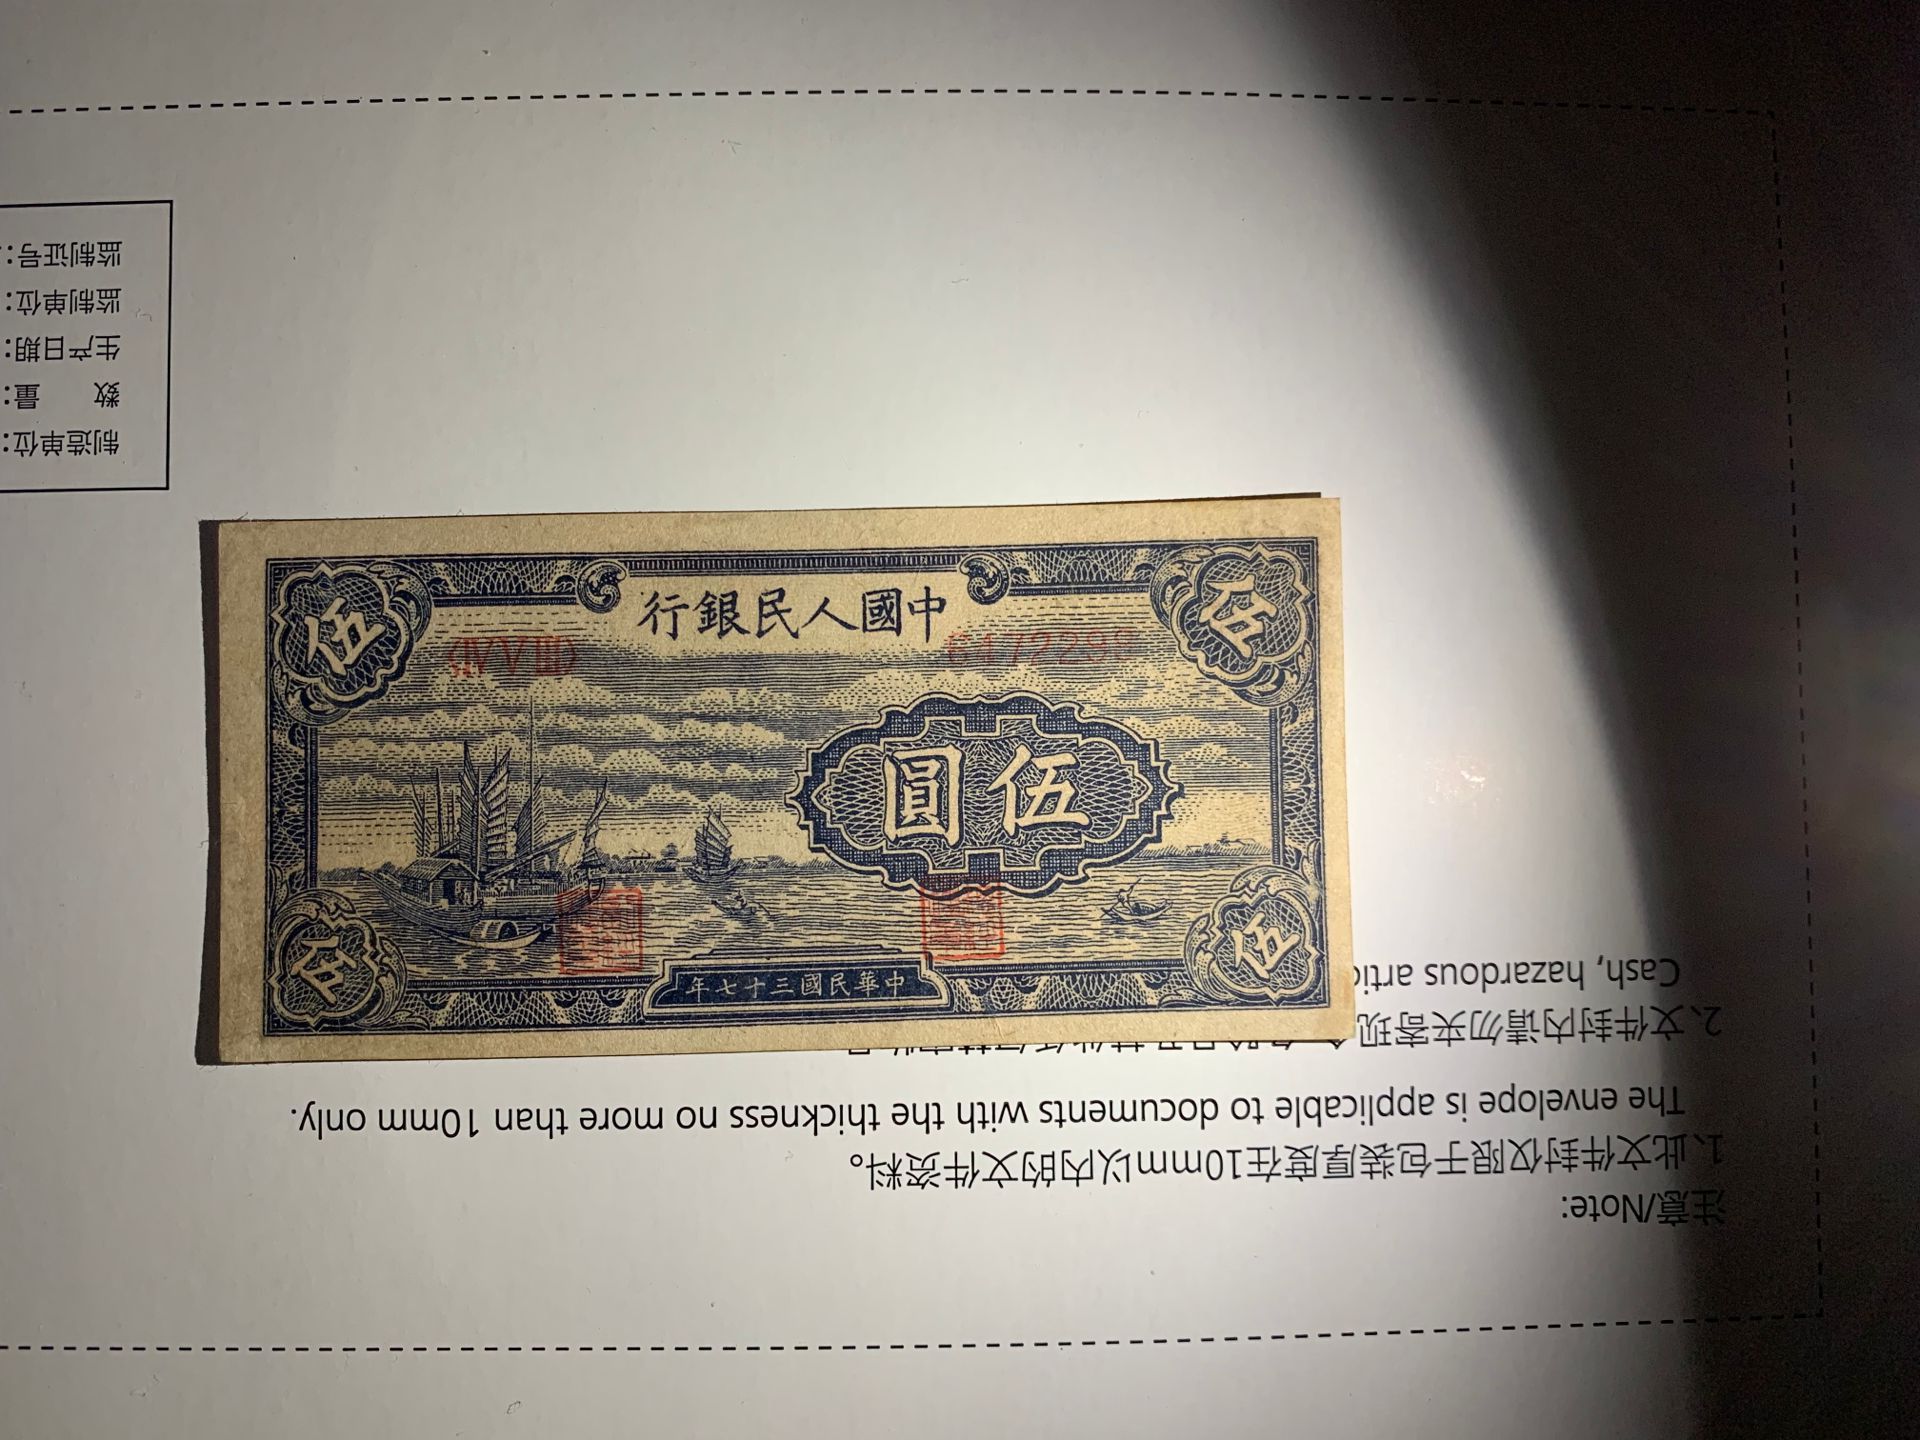 中國人民銀行
〈ⅣⅤⅢ〉 6472296
伍
伍
伍圓
伍
伍
中華民國三十七年
注意/Note:
1、此文件封仅限于包装厚度在10mm以内的文件资料。
The envelope is applicable to documents with the thickness no more than 10mm only.
2、文件封内请勿夹寄现
Cash, hazardous artic
制造单位:
数 量:
生产日期:
监制单位:
监制证号: